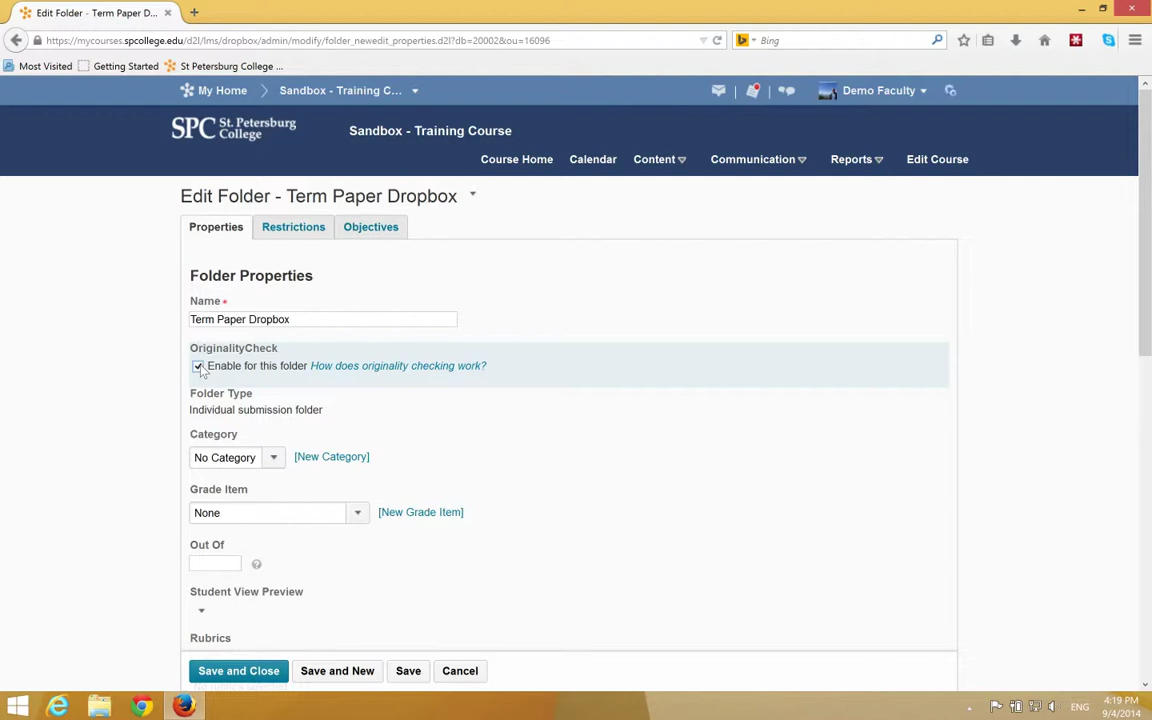 Edit Folder - Term Paper D...
https://mycourses.spcollege.edu/d2l/lms/dropbox/admin/modify/folder_newedit_properties.d2l?db=20002&ou=16096
Bing
Most Visited
Getting Started
St Petersburg College ...
My Home
Sandbox - Training C...
Demo Faculty
SPC St. Petersburg College
Sandbox - Training Course
Course Home
Calendar
Content
Communication
Reports
Edit Course
Edit Folder - Term Paper Dropbox
Properties
Restrictions
Objectives
Folder Properties
Name *
Term Paper Dropbox
OriginalityCheck
Enable for this folder How does originality checking work?
Folder Type
Individual submission folder
Category
No Category
[New Category]
Grade Item
None
[New Grade Item]
Out Of
Student View Preview
Rubrics
Save and Close
Save and New
Save
Cancel
ENG
4:19 PM
9/4/2014